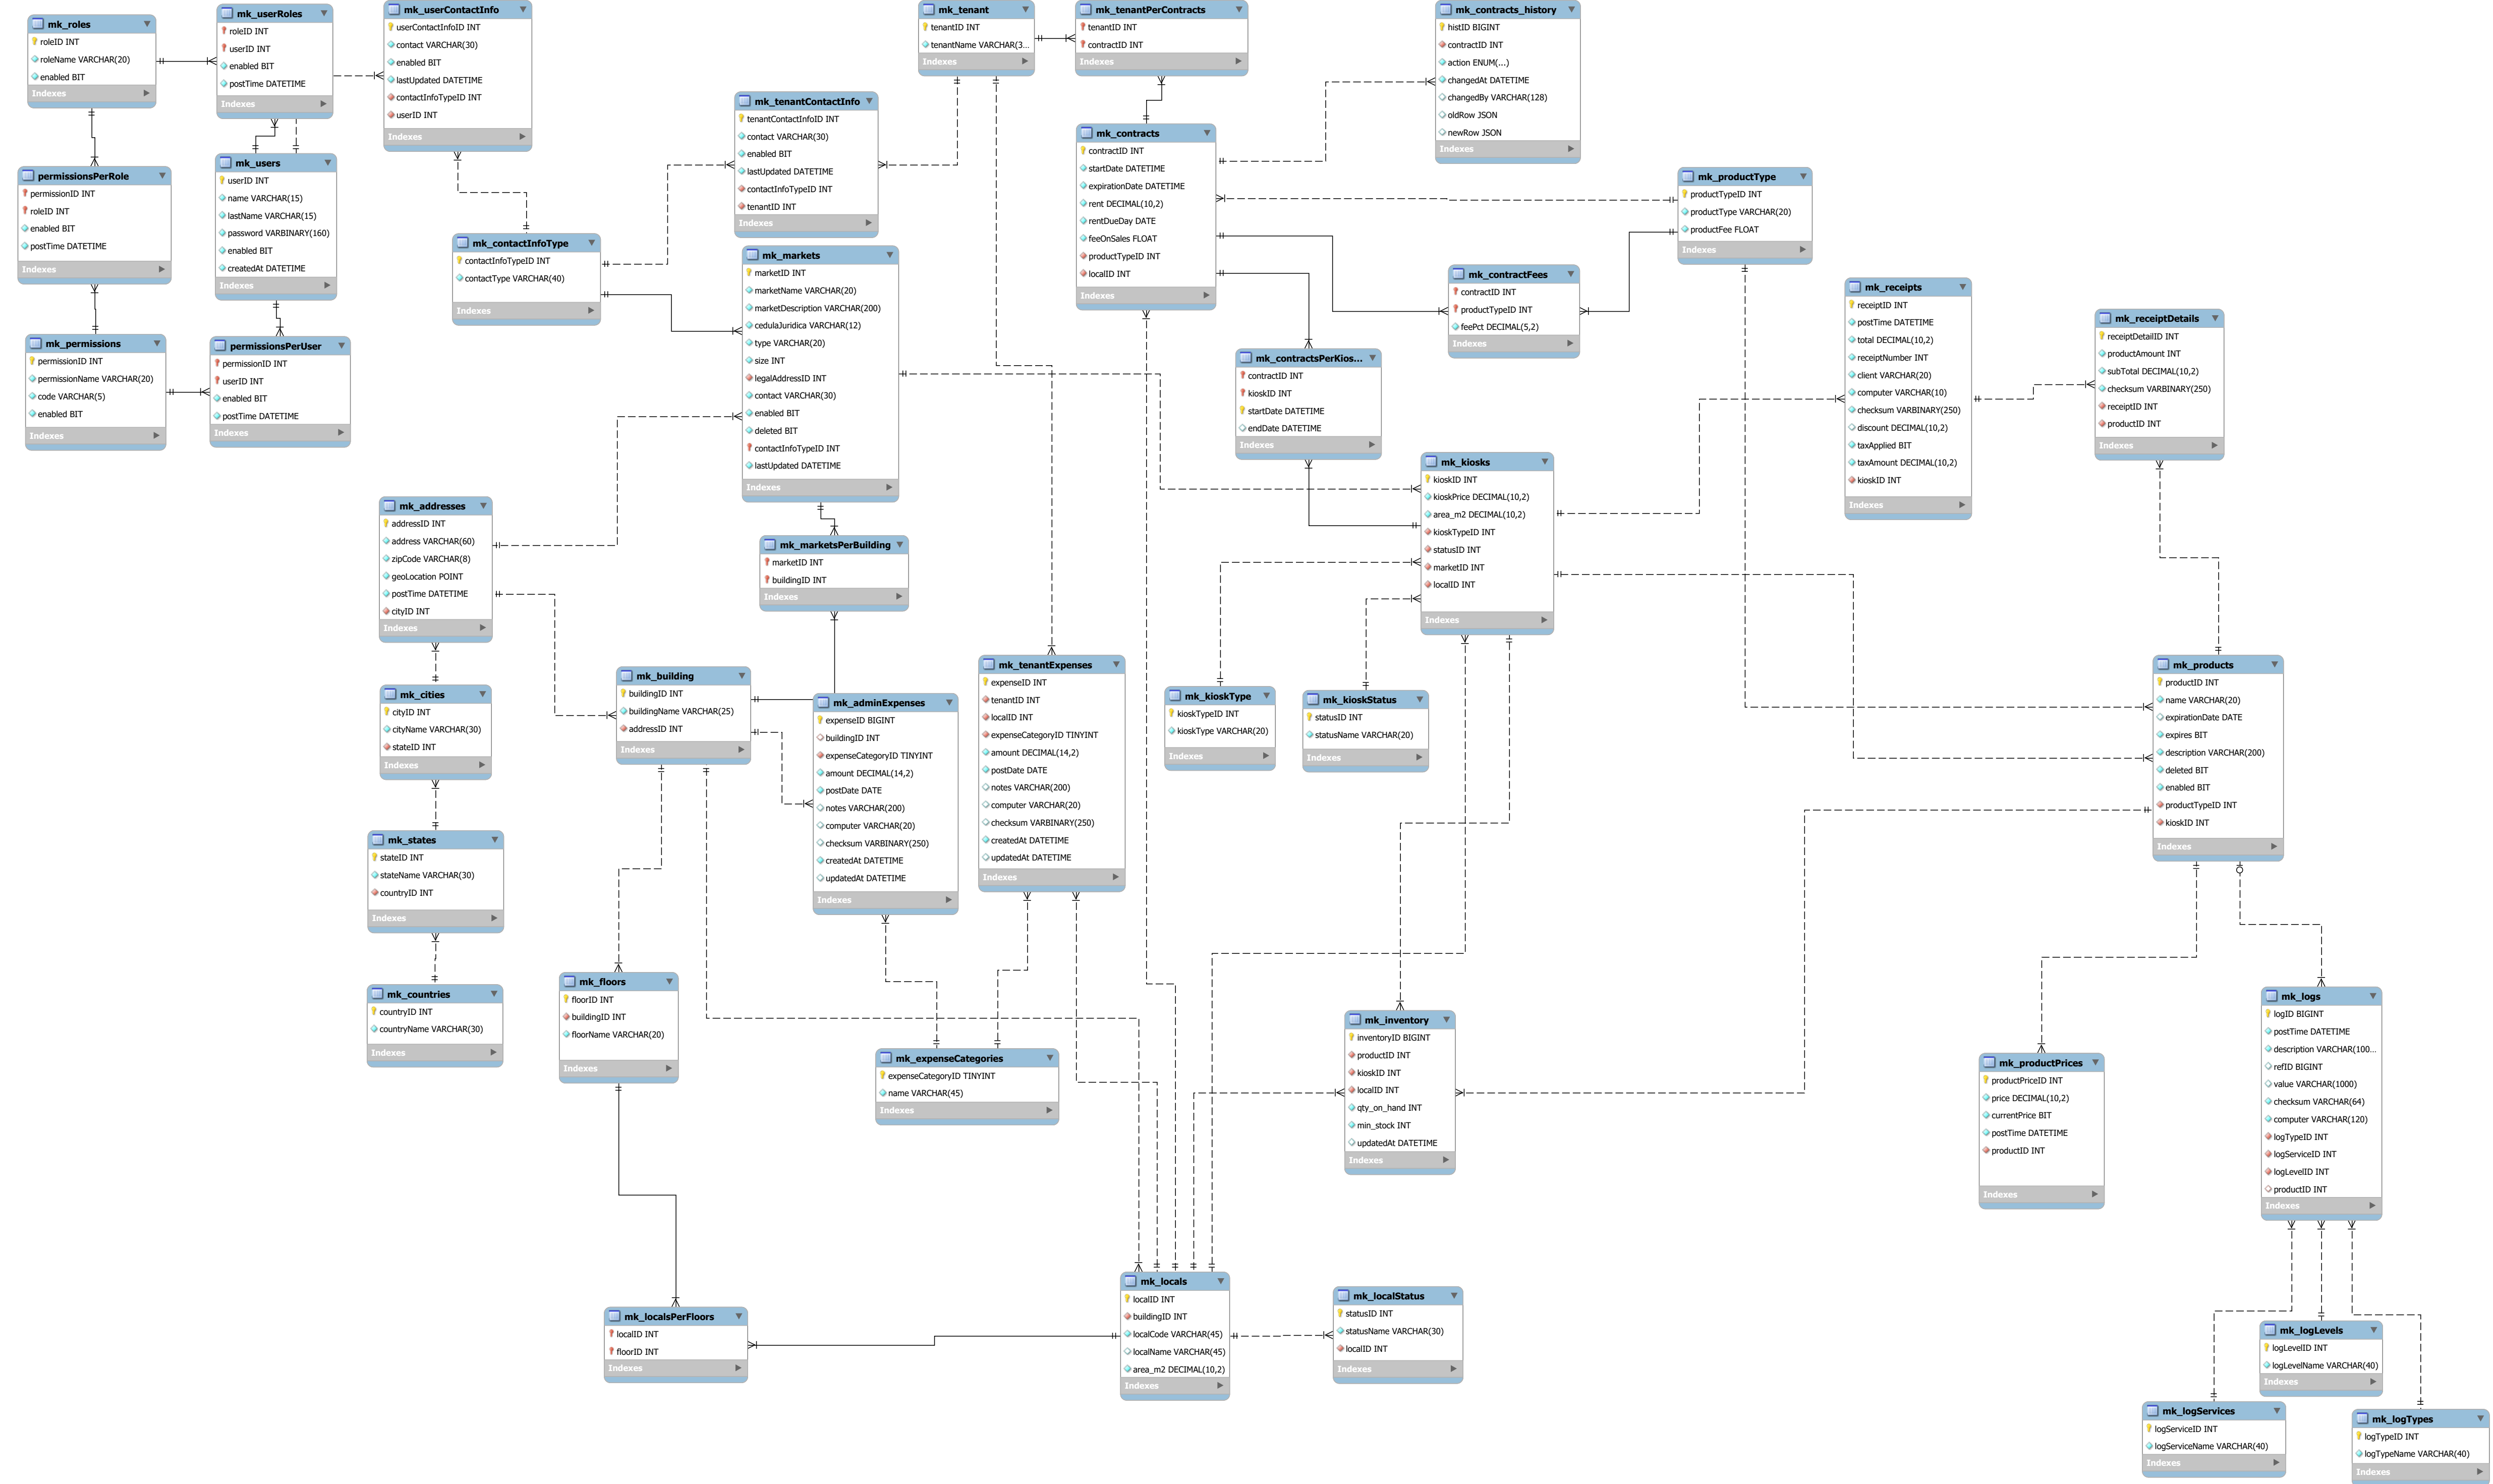 mk_roles
roleID INT
roleName VARCHAR(20)
enabled BIT
Indexes
mk_userRoles
roleID INT
userID INT
enabled BIT
postTime DATETIME
Indexes
mk_userContactInfo
userContactInfoID INT
contact VARCHAR(30)
enabled BIT
lastUpdated DATETIME
contactInfoTypeID INT
userID INT
Indexes
mk_tenant
tenantID INT
tenantName VARCHAR(3...
Indexes
mk_tenantPerContracts
tenantID INT
contractID INT
Indexes
mk_contracts_history
histID BIGINT
contractID INT
action ENUM(...)
changedAt DATETIME
changedBy VARCHAR(128)
oldRow JSON
newRow JSON
Indexes
mk_tenantContactInfo
tenantContactInfoID INT
contact VARCHAR(30)
enabled BIT
lastUpdated DATETIME
contactInfoTypeID INT
tenantID INT
Indexes
mk_contracts
contractID INT
startDate DATETIME
expirationDate DATETIME
rent DECIMAL(10,2)
rentDueDay DATE
feeOnSales FLOAT
productTypeID INT
localID INT
Indexes
permissionsPerRole
permissionID INT
roleID INT
enabled BIT
postTime DATETIME
Indexes
mk_users
userID INT
name VARCHAR(15)
lastName VARCHAR(15)
password VARBINARY(160)
enabled BIT
createdAt DATETIME
Indexes
mk_productType
productTypeID INT
productType VARCHAR(20)
productFee FLOAT
Indexes
mk_contactInfoType
contactInfoTypeID INT
contactType VARCHAR(40)
Indexes
mk_markets
marketID INT
marketName VARCHAR(20)
marketDescription VARCHAR(200)
cedulaJuridica VARCHAR(12)
type VARCHAR(20)
size INT
legalAddressID INT
contact VARCHAR(30)
enabled BIT
deleted BIT
contactInfoTypeID INT
lastUpdated DATETIME
Indexes
mk_contractFees
contractID INT
productTypeID INT
feePct DECIMAL(5,2)
Indexes
mk_receipts
receiptID INT
postTime DATETIME
total DECIMAL(10,2)
receiptNumber INT
client VARCHAR(20)
computer VARCHAR(10)
checksum VARBINARY(250)
discount DECIMAL(10,2)
taxApplied BIT
taxAmount DECIMAL(10,2)
kioskID INT
Indexes
mk_receiptDetails
receiptDetailID INT
productAmount INT
subTotal DECIMAL(10,2)
checksum VARBINARY(250)
receiptID INT
productID INT
Indexes
mk_permissions
permissionID INT
permissionName VARCHAR(20)
code VARCHAR(5)
enabled BIT
Indexes
permissionsPerUser
permissionID INT
userID INT
enabled BIT
postTime DATETIME
Indexes
mk_contractsPerKios...
contractID INT
kioskID INT
startDate DATETIME
endDate DATETIME
Indexes
mk_kiosks
kioskID INT
kioskPrice DECIMAL(10,2)
area_m2 DECIMAL(10,2)
kioskTypeID INT
statusID INT
marketID INT
localID INT
Indexes
mk_addresses
addressID INT
address VARCHAR(60)
zipCode VARCHAR(8)
geoLocation POINT
postTime DATETIME
cityID INT
Indexes
mk_marketsPerBuilding
marketID INT
buildingID INT
Indexes
mk_building
buildingID INT
buildingName VARCHAR(25)
addressID INT
Indexes
mk_adminExpenses
expenseID BIGINT
buildingID INT
expenseCategoryID TINYINT
amount DECIMAL(14,2)
postDate DATE
notes VARCHAR(200)
computer VARCHAR(20)
checksum VARBINARY(250)
createdAt DATETIME
updatedAt DATETIME
Indexes
mk_tenantExpenses
expenseID INT
tenantID INT
localID INT
expenseCategoryID TINYINT
amount DECIMAL(14,2)
postDate DATE
notes VARCHAR(200)
computer VARCHAR(20)
checksum VARBINARY(250)
createdAt DATETIME
updatedAt DATETIME
Indexes
mk_kioskType
kioskTypeID INT
kioskType VARCHAR(20)
Indexes
mk_kioskStatus
statusID INT
statusName VARCHAR(20)
Indexes
mk_products
productID INT
name VARCHAR(20)
expirationDate DATE
expires BIT
description VARCHAR(200)
deleted BIT
enabled BIT
productTypeID INT
kioskID INT
Indexes
mk_cities
cityID INT
cityName VARCHAR(30)
stateID INT
Indexes
mk_states
stateID INT
stateName VARCHAR(30)
countryID INT
Indexes
mk_countries
countryID INT
countryName VARCHAR(30)
Indexes
mk_floors
floorID INT
buildingID INT
floorName VARCHAR(20)
Indexes
mk_expenseCategories
expenseCategoryID TINYINT
name VARCHAR(45)
Indexes
mk_inventory
inventoryID BIGINT
productID INT
kioskID INT
localID INT
qty_on_hand INT
min_stock INT
updatedAt DATETIME
Indexes
mk_productPrices
productPriceID INT
price DECIMAL(10,2)
currentPrice BIT
postTime DATETIME
productID INT
Indexes
mk_logs
logID BIGINT
postTime DATETIME
description VARCHAR(100...
refID BIGINT
value VARCHAR(1000)
checksum VARCHAR(64)
computer VARCHAR(120)
logTypeID INT
logServiceID INT
logLevelID INT
productID INT
Indexes
mk_localsPerFloors
localID INT
floorID INT
Indexes
mk_locals
localID INT
buildingID INT
localCode VARCHAR(45)
localName VARCHAR(45)
area_m2 DECIMAL(10,2)
Indexes
mk_localStatus
statusID INT
statusName VARCHAR(30)
localID INT
Indexes
mk_logLevels
logLevelID INT
logLevelName VARCHAR(40)
Indexes
mk_logServices
logServiceID INT
logServiceName VARCHAR(40)
Indexes
mk_logTypes
logTypeID INT
logTypeName VARCHAR(40)
Indexes